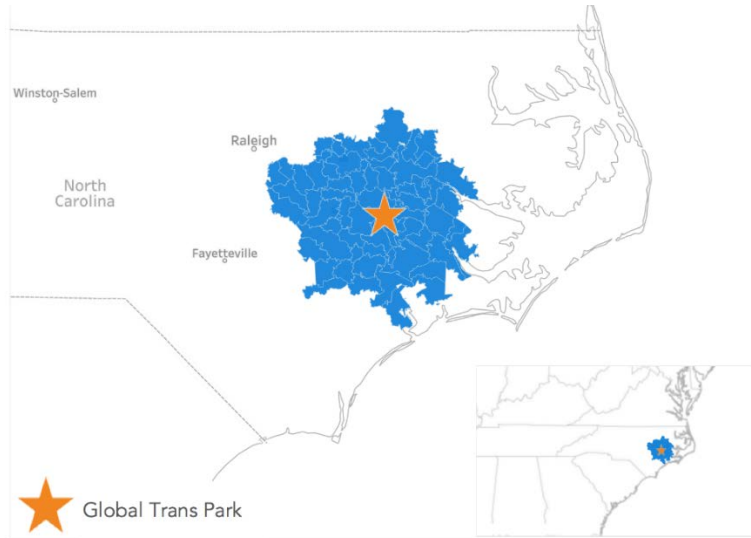 Winston-Salem
Raleigh
North
Carolina
Fayetteville
Global Trans Park